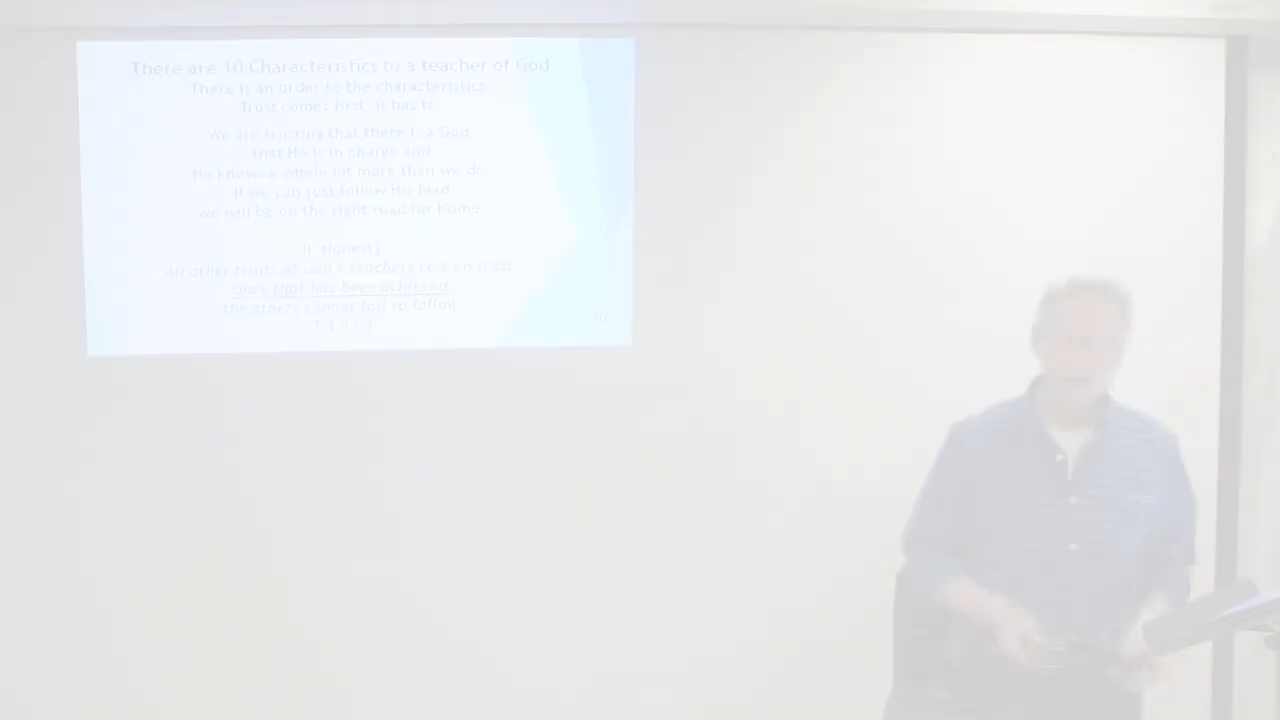 There are 10 Characteristics to a teacher of God
There is an order to the characteristics.
Trust comes first. It has to.
We are trusting that there is a God,
that He is in charge and
He knows a whole lot more than we do.
If we can just follow His lead
we will be on the right road for Home.
II. Honesty
All other traits of God's teachers rest on trust.
Once that has been achieved,
the others cannot fail to follow.